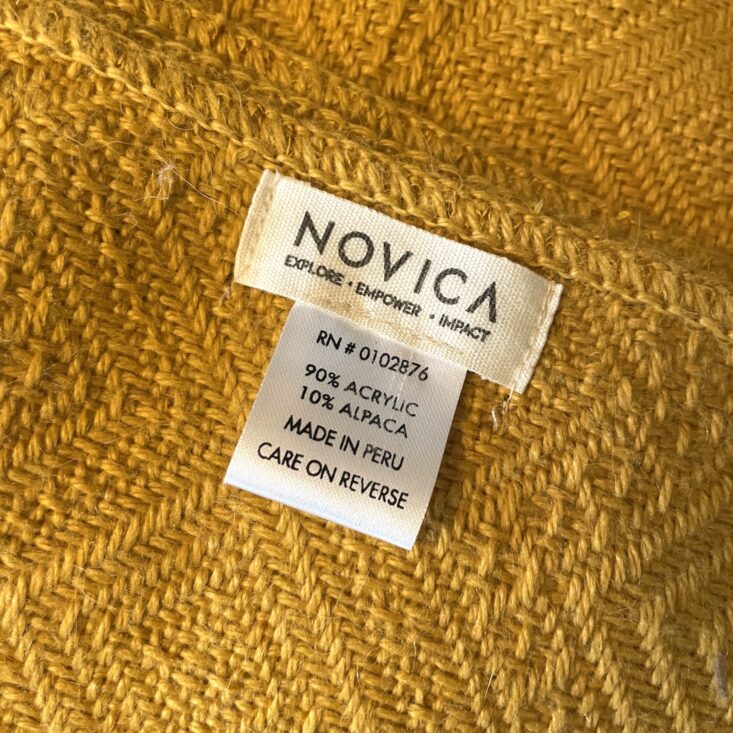 NOVICA
EXPLORE • EMPOWER • IMPACT
RN # 0102876
90% ACRYLIC
10% ALPACA
MADE IN PERU
CARE ON REVERSE